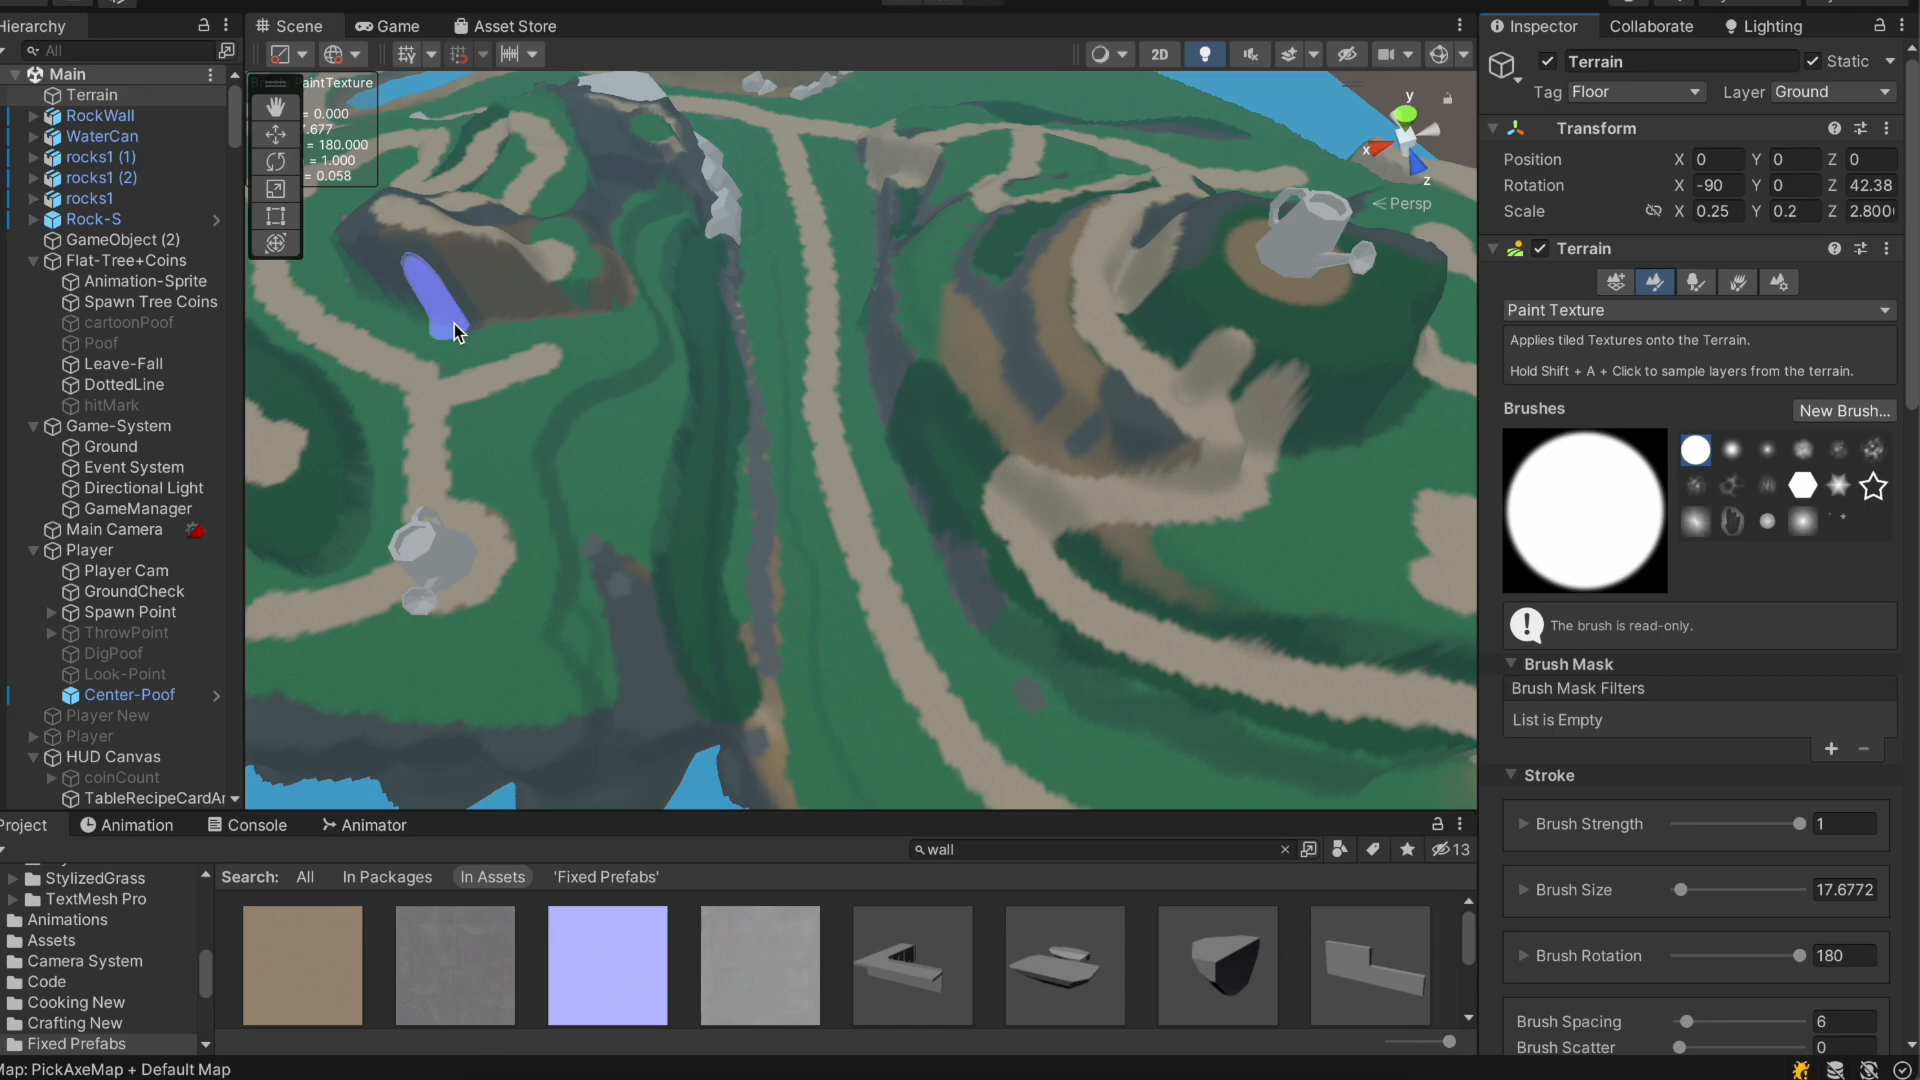 Hierarchy
All
Main
Terrain
RockWall
WaterCan
rocks1 (1)
rocks1 (2)
rocks1
Rock-S
GameObject (2)
Flat-Tree+Coins
Animation-Sprite
Spawn Tree Coins
cartoonPoof
Poof
Leave-Fall
DottedLine
hitMark
Game-System
Ground
Event System
Directional Light
GameManager
Main Camera
Player
Player Cam
GroundCheck
Spawn Point
ThrowPoint
DigPoof
Look-Point
Center-Poof
Player New
Player
HUD Canvas
coinCount
TableRecipeCardAr
Scene
Game
Asset Store
2D
PaintTexture
= 0.000
.677
= 180.000
= 1.000
= 0.058
y
x
z
Persp
Inspector
Collaborate
Lighting
Terrain
Static
Tag Floor
Layer Ground
Transform
Position X 0 Y 0 Z 0
Rotation X -90 Y 0 Z 42.38
Scale X 0.25 Y 0.2 Z 2.800
Terrain
Paint Texture
Applies tiled Textures onto the Terrain.
Hold Shift + A + Click to sample layers from the terrain.
Brushes
New Brush...
The brush is read-only.
Brush Mask
Brush Mask Filters
List is Empty
Stroke
Brush Strength 1
Brush Size 17.6772
Brush Rotation 180
Brush Spacing 6
Brush Scatter 0
Project
Animation
Console
Animator
wall
13
StylizedGrass
TextMesh Pro
Animations
Assets
Camera System
Code
Cooking New
Crafting New
Fixed Prefabs
Search: All In Packages In Assets 'Fixed Prefabs'
Map: PickAxeMap + Default Map